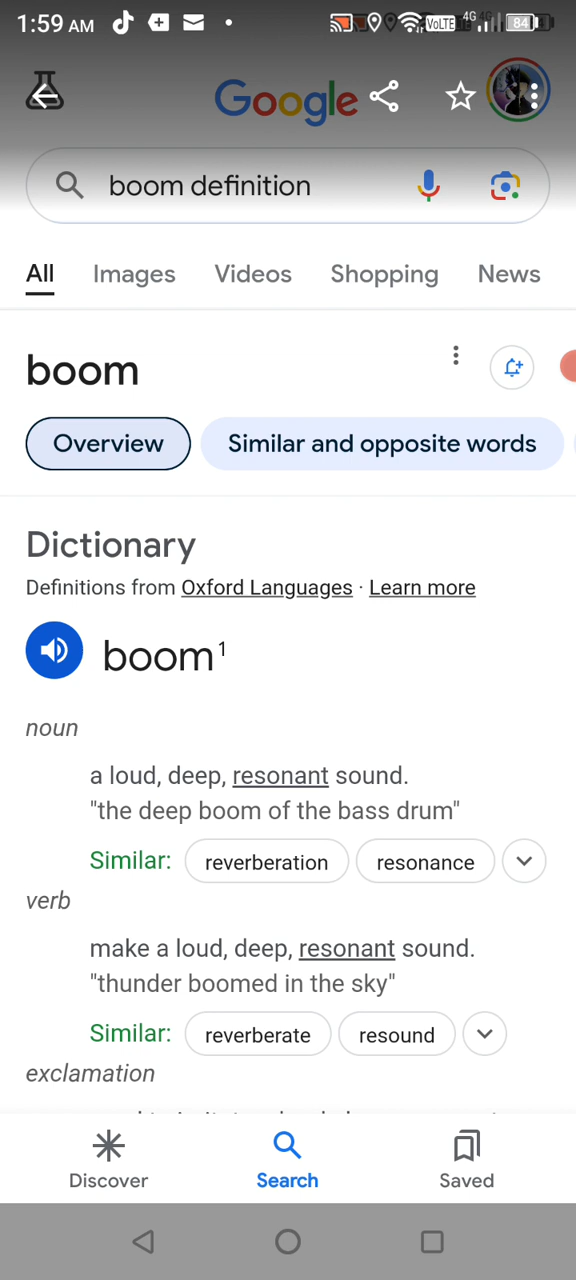 1:59 AM
VoLTE 4G 84
Google
boom definition
All Images Videos Shopping News
boom
Overview Similar and opposite words
Dictionary
Definitions from Oxford Languages · Learn more
boom¹
noun
a loud, deep, resonant sound.
"the deep boom of the bass drum"
Similar: reverberation resonance
verb
make a loud, deep, resonant sound.
"thunder boomed in the sky"
Similar: reverberate resound
exclamation
Discover Search Saved